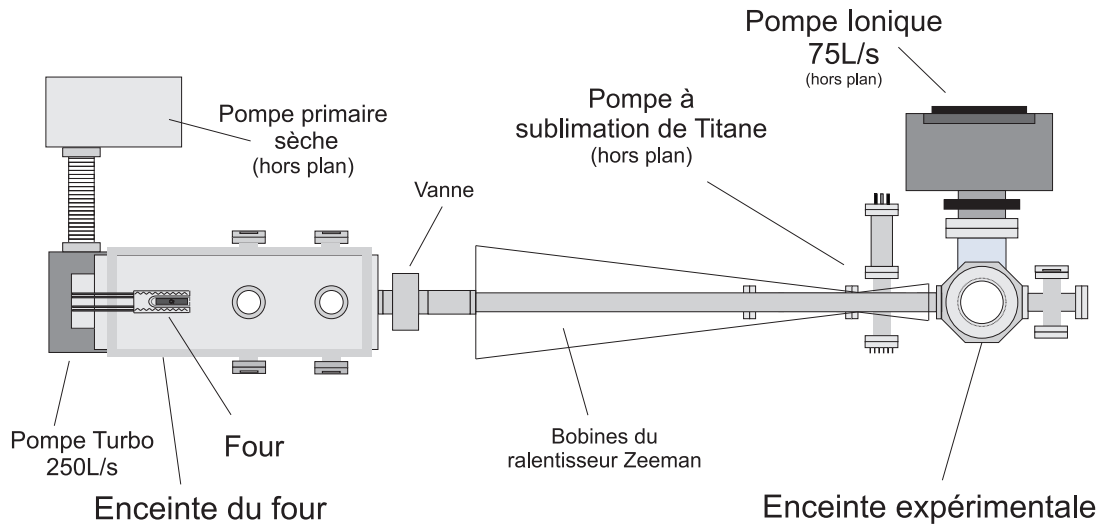 Pompe Ionique
75L/s
(hors plan)
Pompe à
sublimation de Titane
(hors plan)
Pompe primaire
sèche
(hors plan)
Vanne
Pompe Turbo
250L/s
Four
Bobines du
ralentisseur Zeeman
Enceinte du four
Enceinte expérimentale